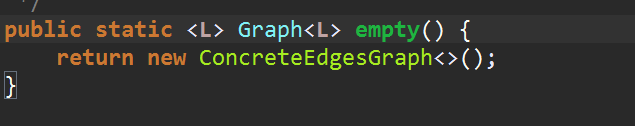 */
public static <L> Graph<L> empty() {
    return new ConcreteEdgesGraph<>();
}